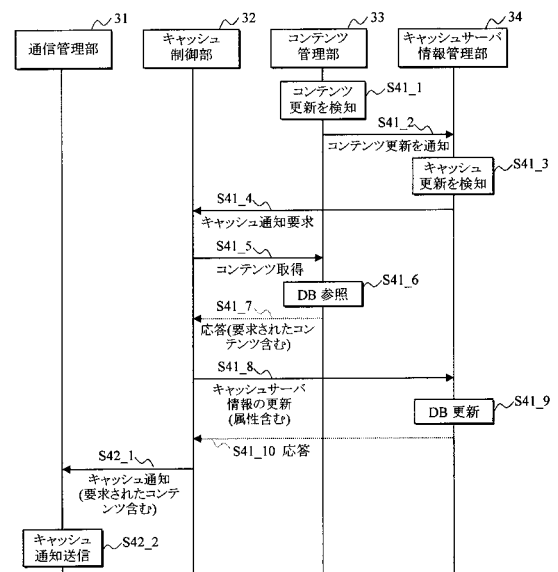 31
32
33
34
通信管理部
キャッシュ
制御部
コンテンツ
管理部
キャッシュサーバ
情報管理部
コンテンツ
更新を検知
S41_1
S41_2
コンテンツ更新を通知
キャッシュ
更新を検知
S41_3
S41_4
キャッシュ通知要求
S41_5
コンテンツ取得
DB 参照
S41_6
S41_7
応答(要求されたコン
テンツ含む)
S41_8
キャッシュサーバ
情報の更新
(属性含む)
DB 更新
S41_9
S41_10 応答
S42_1
キャッシュ通知
(要求されたコンテ
ンツ含む)
キャッシュ
通知送信
S42_2